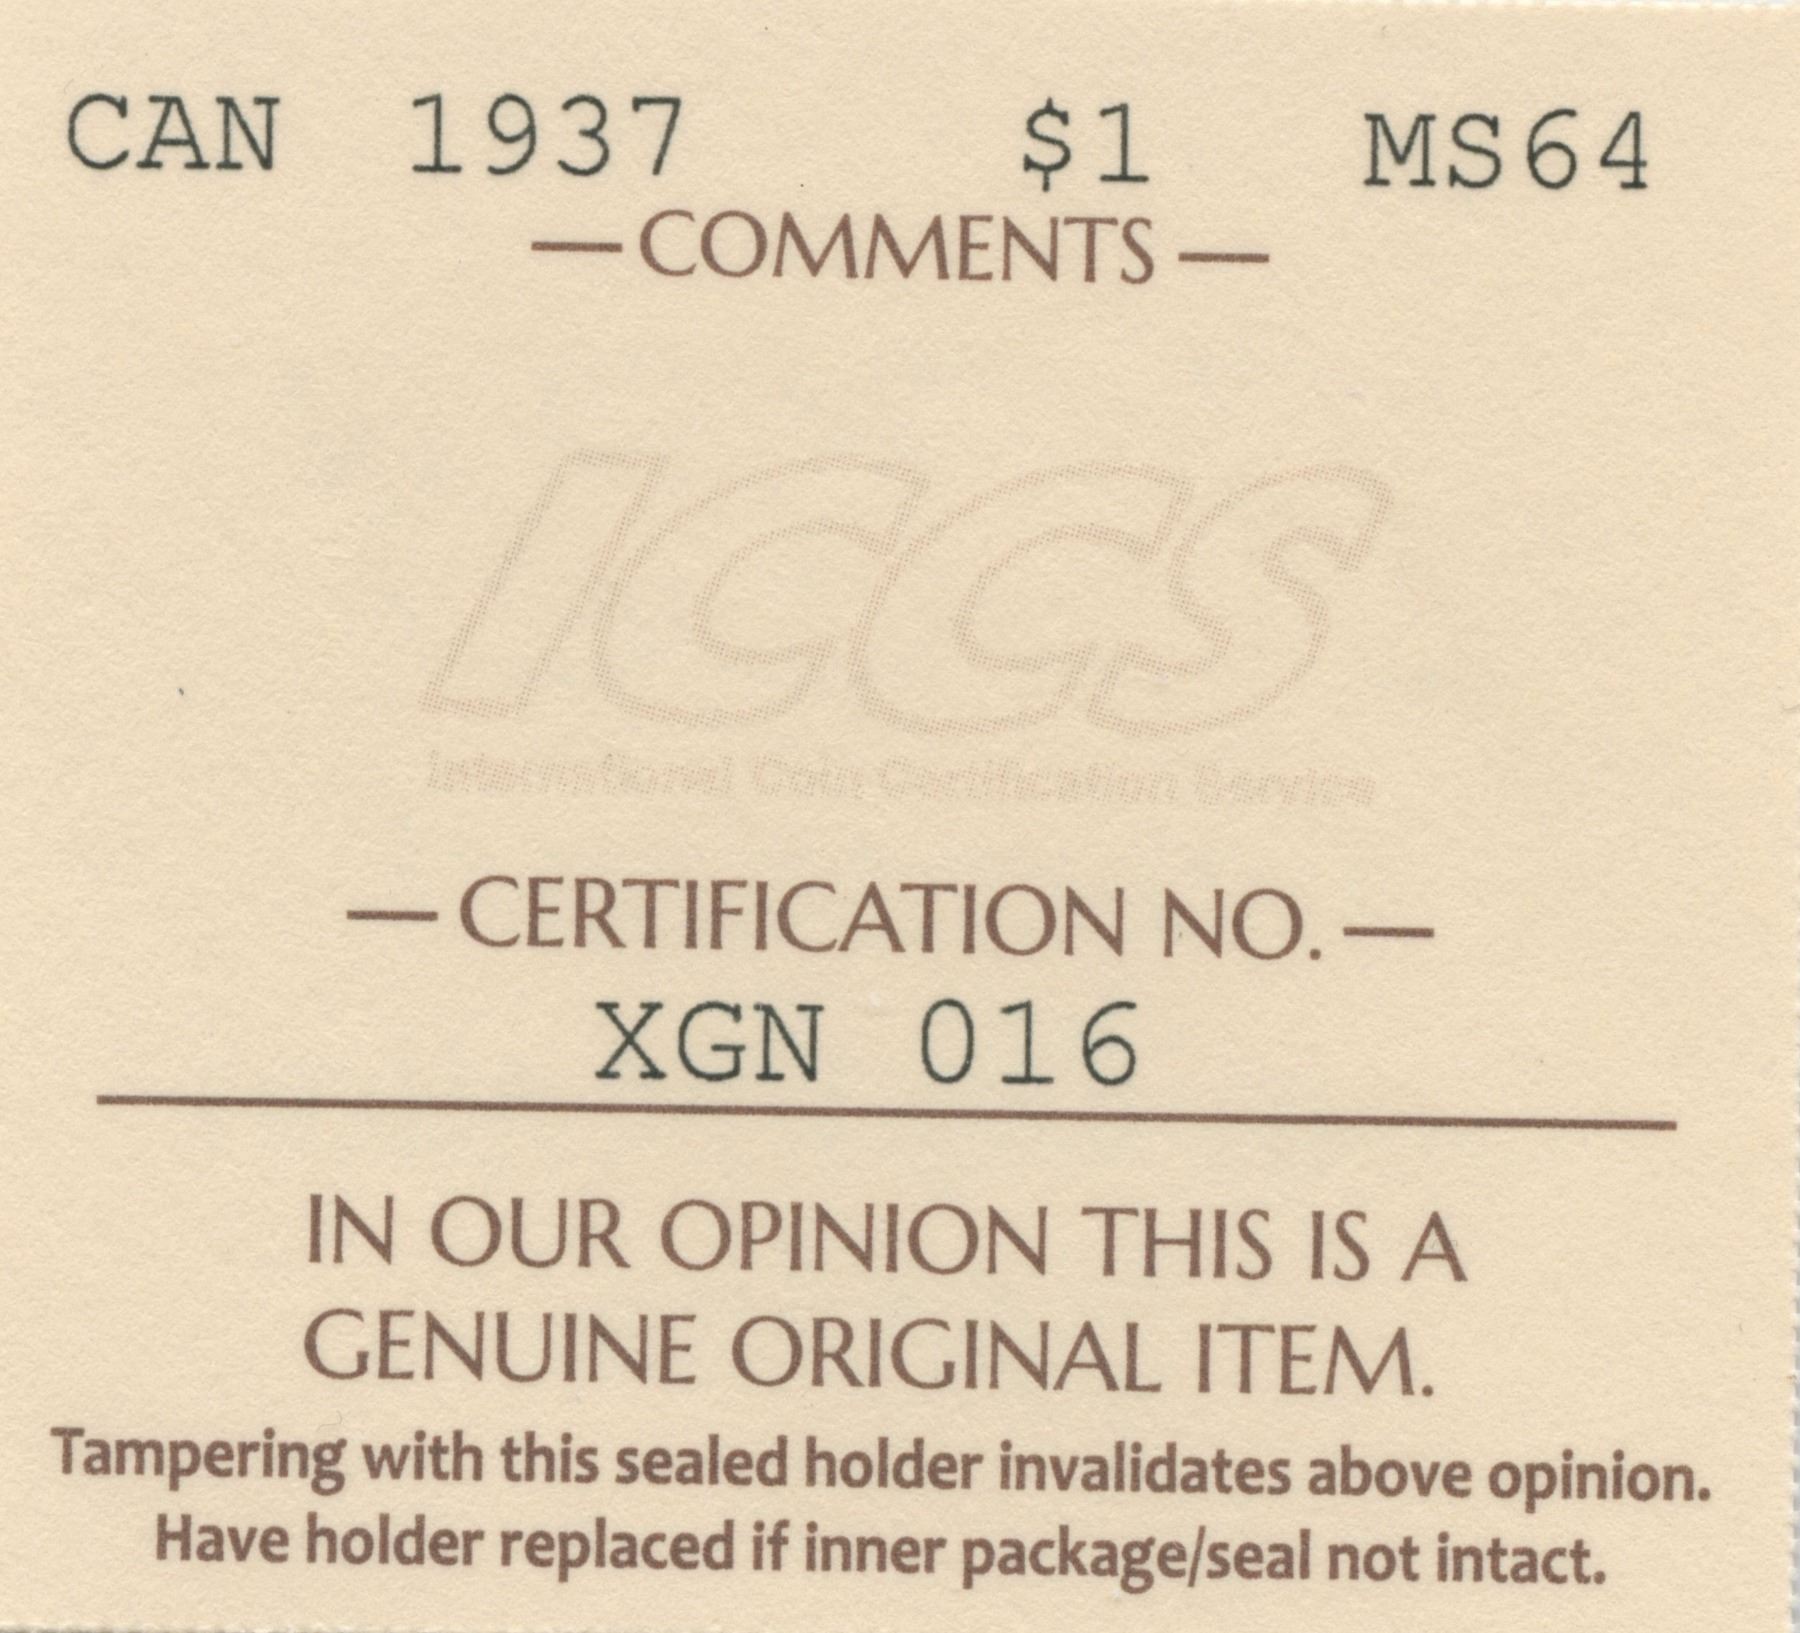 CAN 1937 $1 MS64
—COMMENTS—
ICCS
International Coin Certification Service
—CERTIFICATION NO.—
XGN 016
IN OUR OPINION THIS IS A
GENUINE ORIGINAL ITEM.
Tampering with this sealed holder invalidates above opinion.
Have holder replaced if inner package/seal not intact.